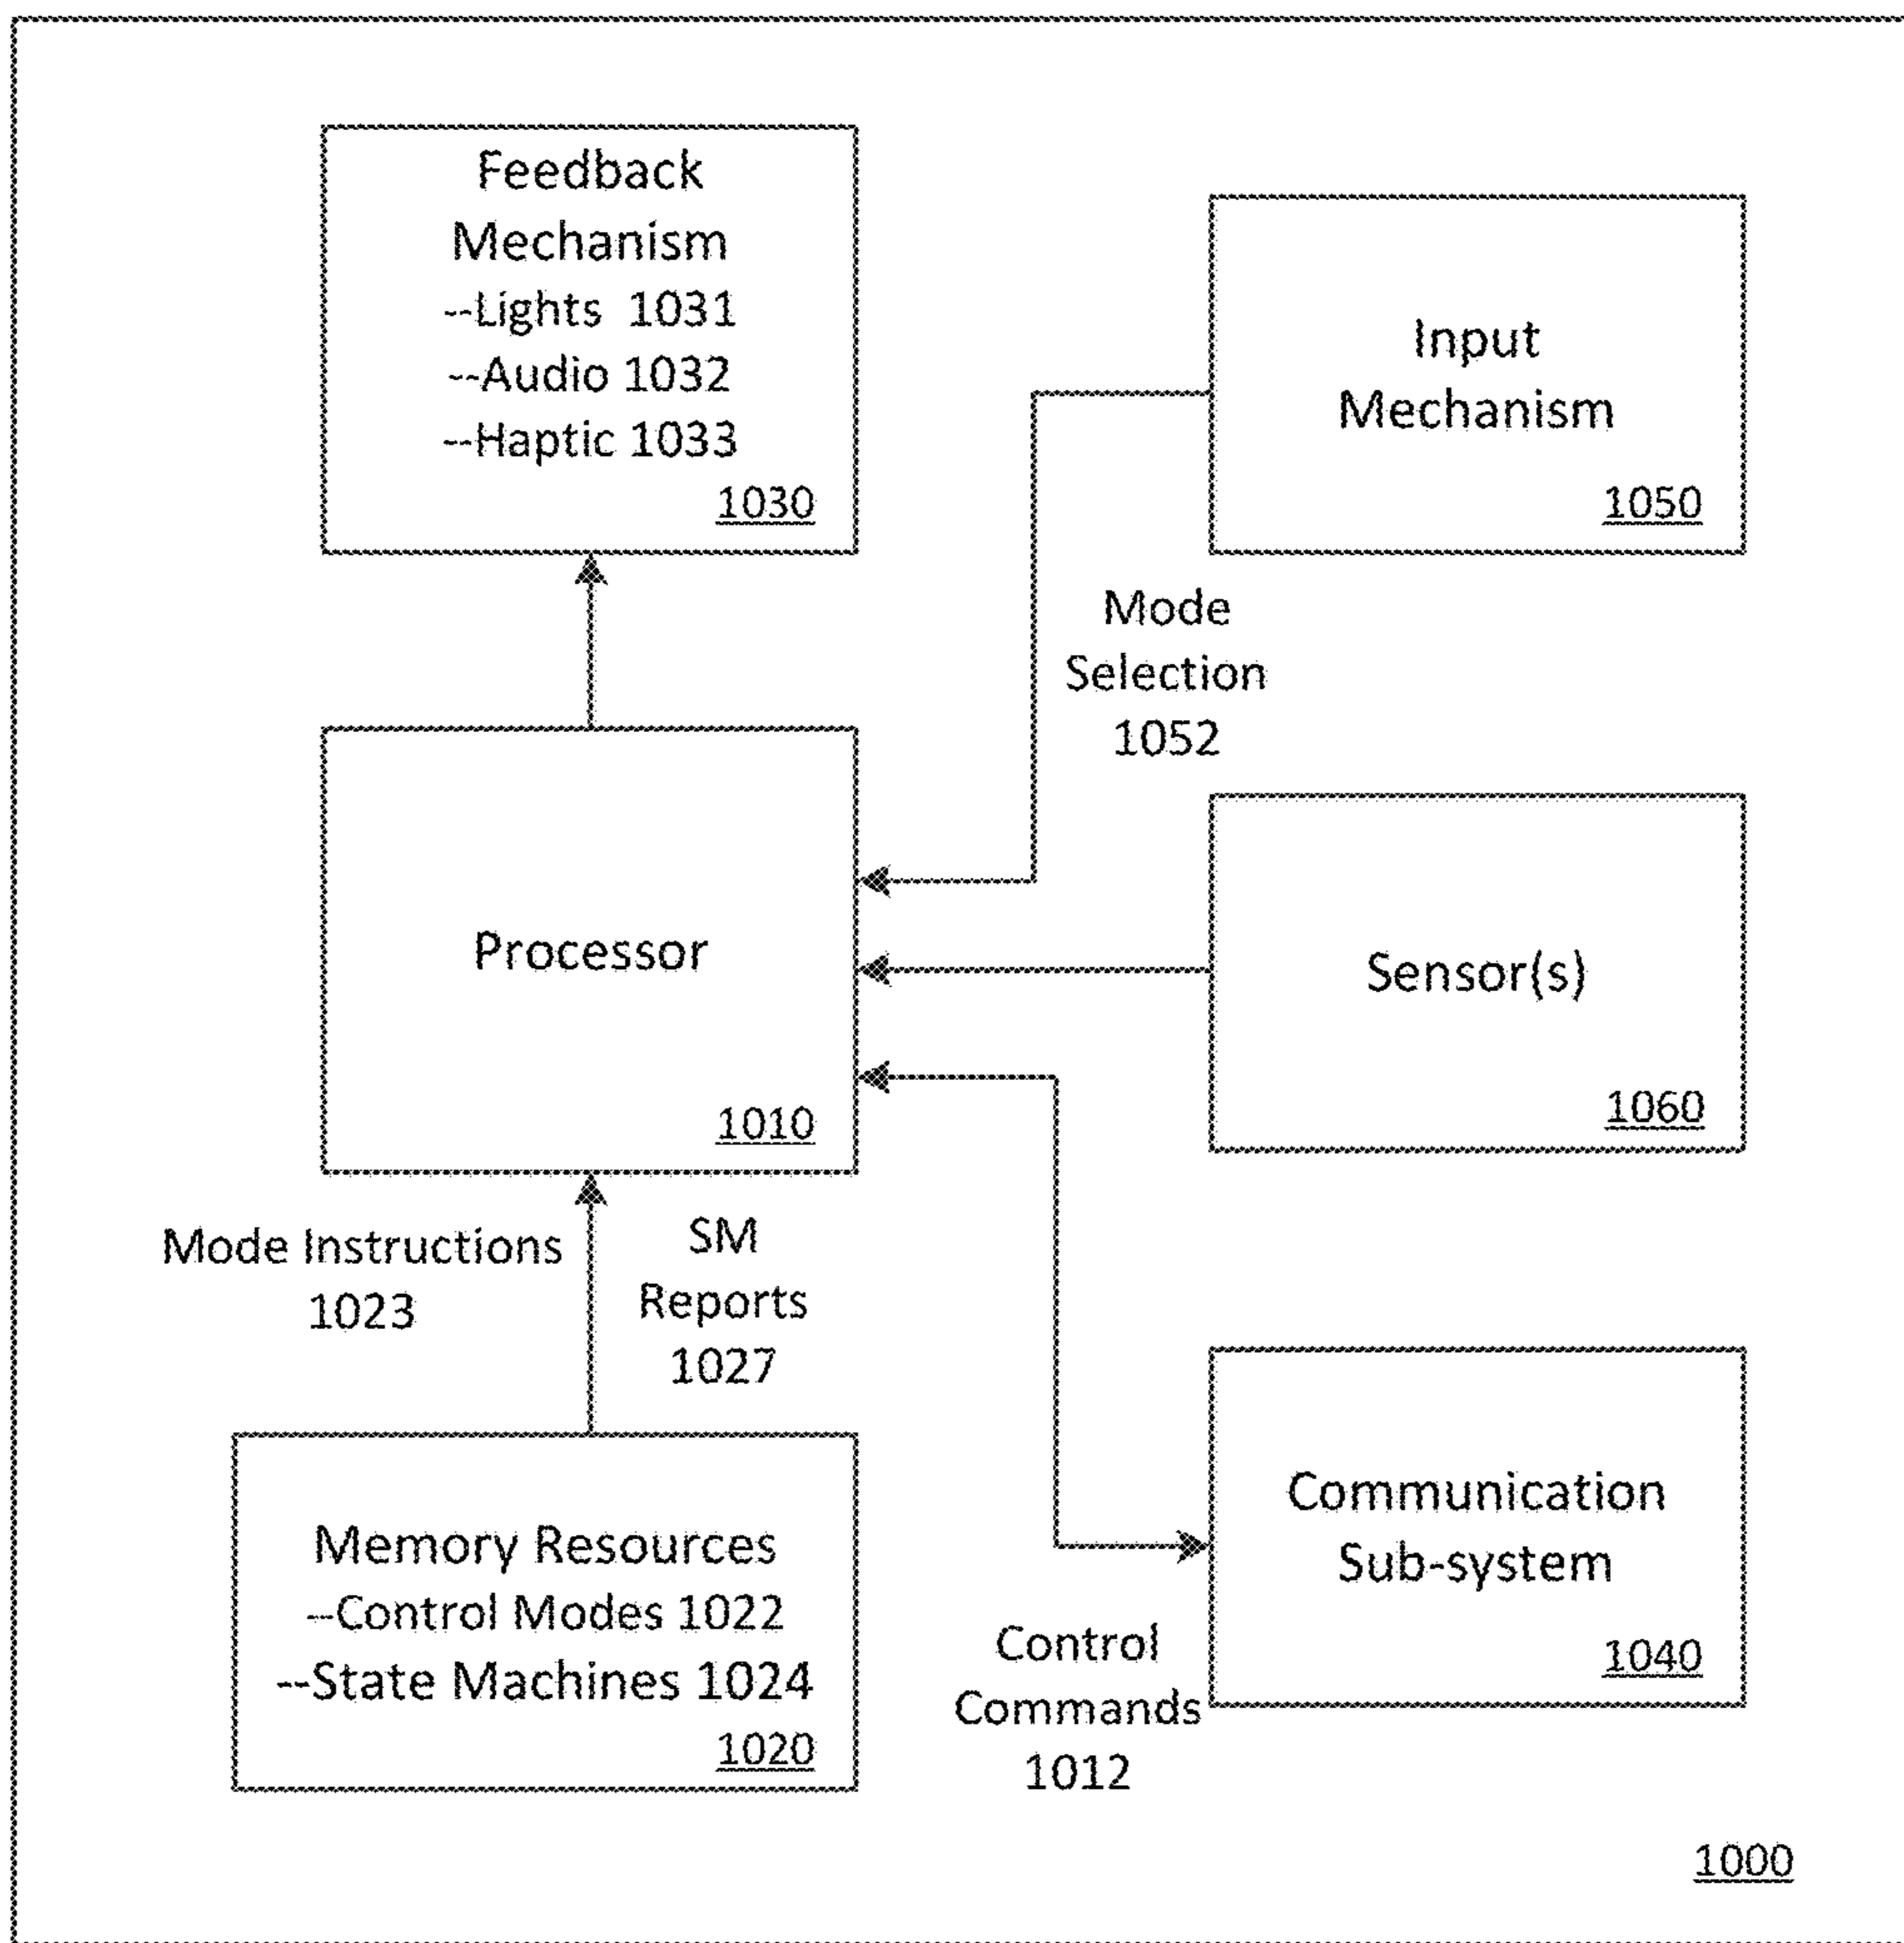 Feedback
Mechanism
--Lights 1031
--Audio 1032
--Haptic 1033
1030
Input
Mechanism
1050
Mode
Selection
1052
Processor
1010
Sensor(s)
1060
Mode Instructions
1023
SM
Reports
1027
Memory Resources
--Control Modes 1022
--State Machines 1024
1020
Communication
Sub-system
1040
Control
Commands
1012
1000